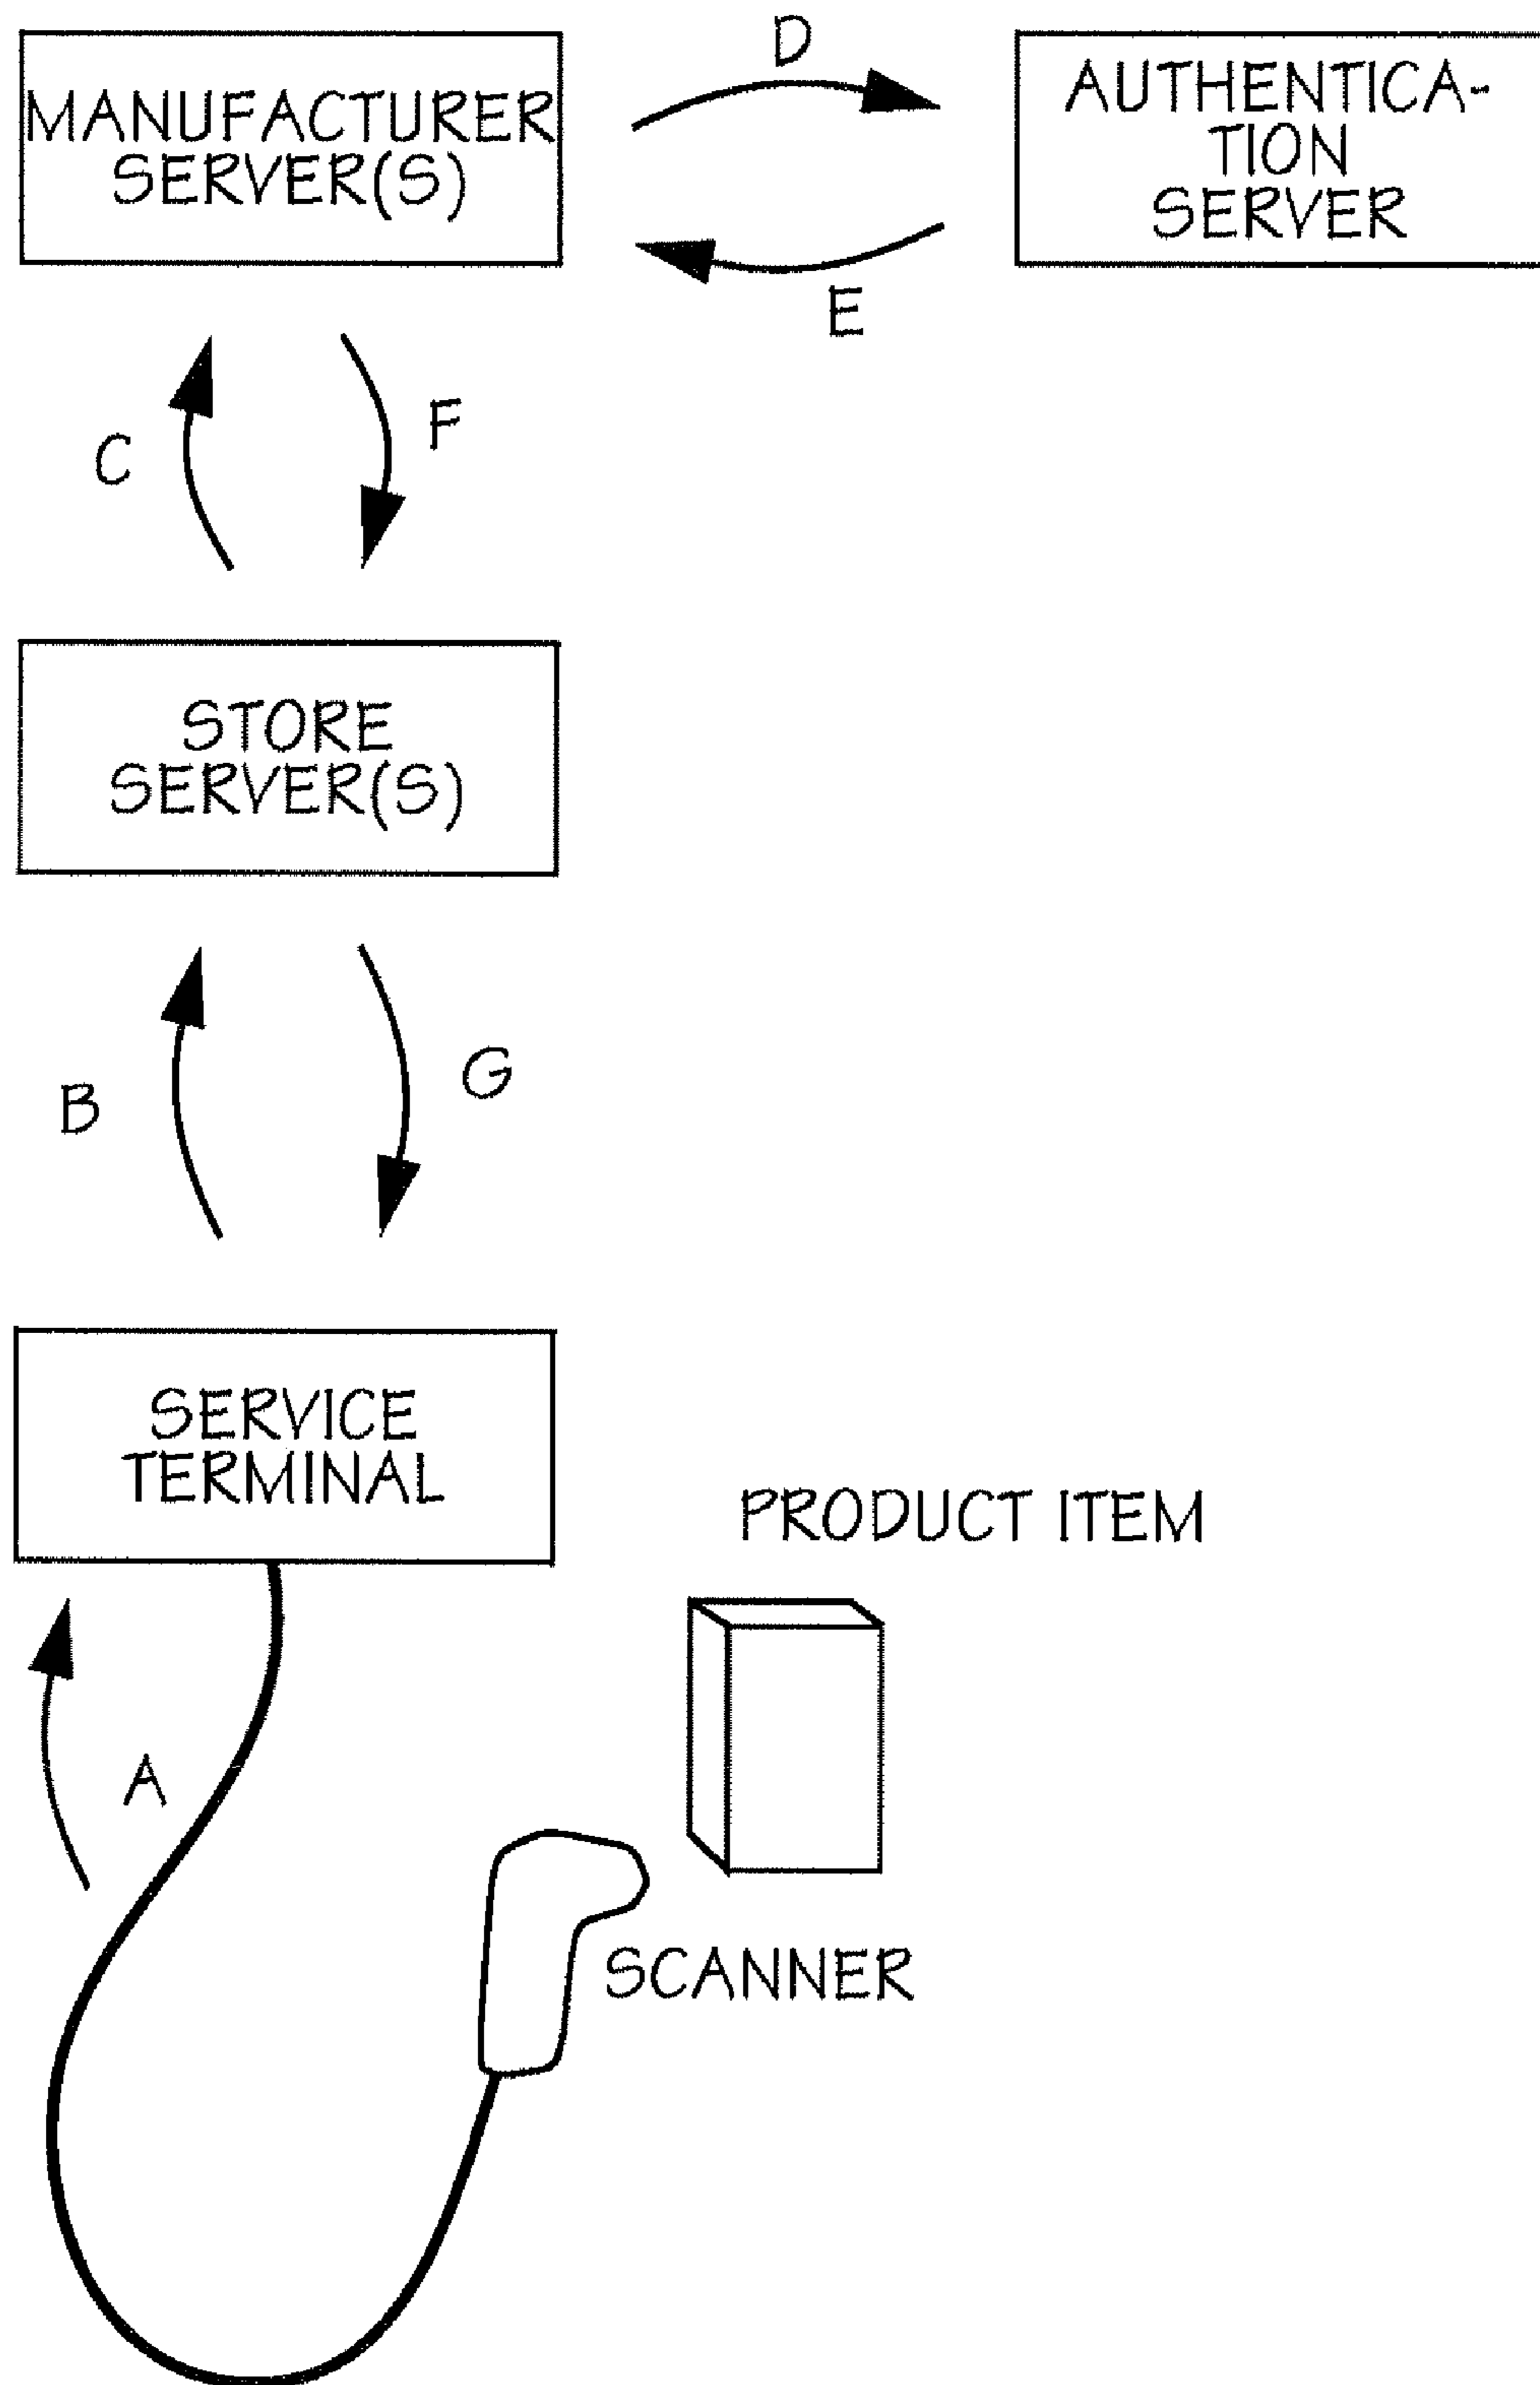 D
MANUFACTURER
SERVER(S)
AUTHENTICA-
TION
SERVER
E
C
F
STORE
SERVER(S)
B
G
SERVICE
TERMINAL
PRODUCT ITEM
A
SCANNER